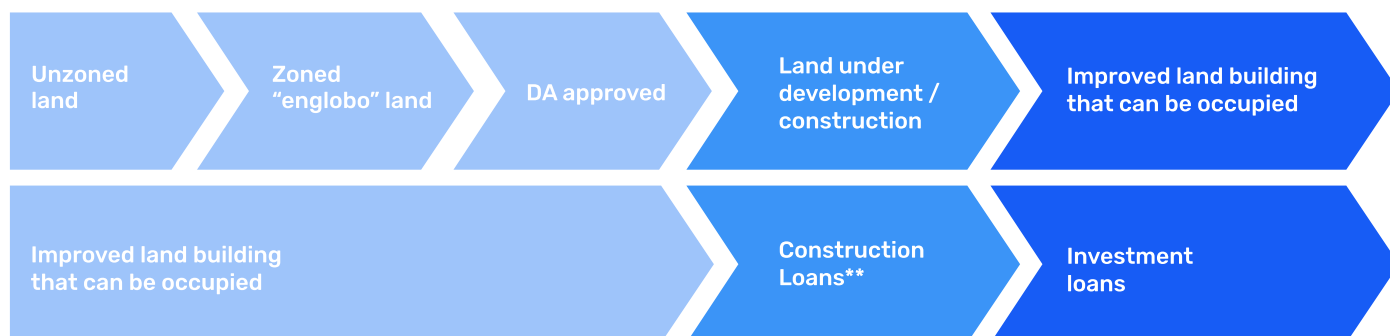 Unzoned
land
Zoned
“englobo” land
DA approved
Land under
development /
construction
Improved land building
that can be occupied
Improved land building
that can be occupied
Construction
Loans**
Investment
loans